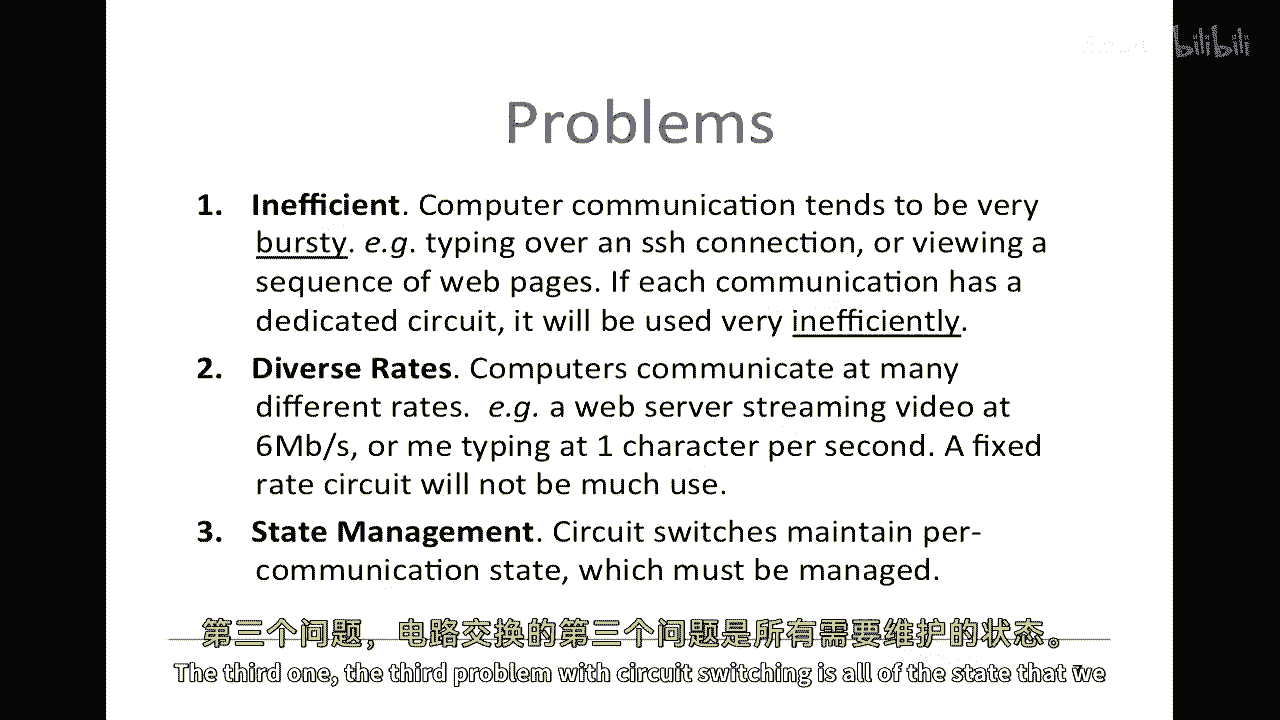 bilibili
Problems
1. Inefficient. Computer communication tends to be very
bursty. e.g. typing over an ssh connection, or viewing a
sequence of web pages. If each communication has a
dedicated circuit, it will be used very inefficiently.
2. Diverse Rates. Computers communicate at many
different rates. e.g. a web server streaming video at
6Mb/s, or me typing at 1 character per second. A fixed
rate circuit will not be much use.
3. State Management. Circuit switches maintain per-
communication state, which must be managed.
第三个问题，电路交换的第三个问题是所有需要维护的状态。
The third one, the third problem with circuit switching is all of the state that we